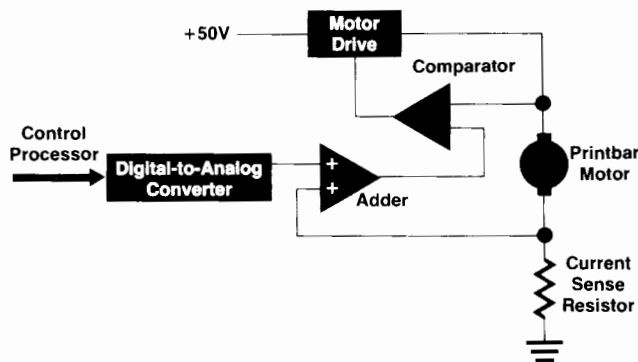 +50V
Motor
Drive
Comparator
Control
Processor
Digital-to-Analog
Converter
+
+
Adder
Printbar
Motor
Current
Sense
Resistor